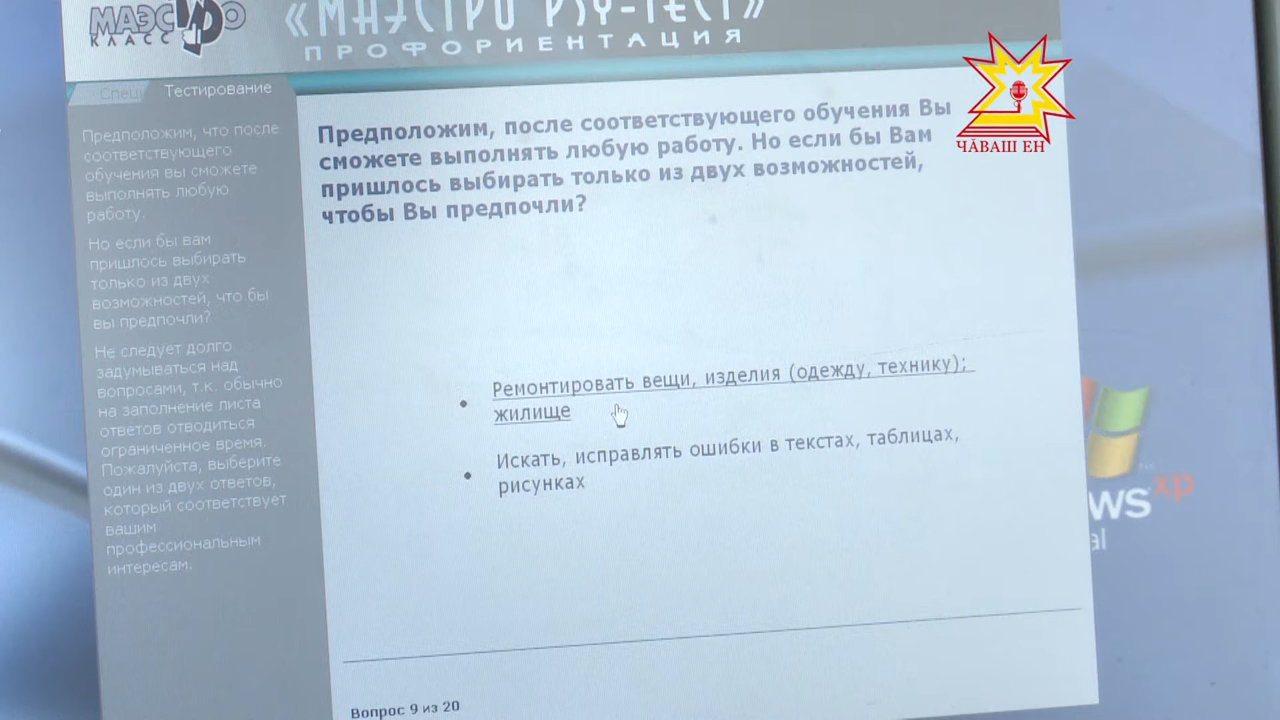 МАЭСТРО
КЛАСС
«МАЭСТРО PSY-ТЕСТ»
ПРОФОРИЕНТАЦИЯ
Тестирование
Предположим, что после
соответствующего
обучения вы сможете
выполнять любую
работу.
Но если бы вам
пришлось выбирать
только из двух
возможностей, что бы
вы предпочли?
Не следует долго
задумываться над
вопросами, т.к. обычно
на заполнение листа
ответов отводиться
ограниченное время.
Пожалуйста, выберите
один из двух ответов,
который соответствует
вашим
профессиональным
интересам.
Предположим, после соответствующего обучения Вы
сможете выполнять любую работу. Но если бы Вам
пришлось выбирать только из двух возможностей,
чтобы Вы предпочли?
• Ремонтировать вещи, изделия (одежду, технику);
жилище
• Искать, исправлять ошибки в текстах, таблицах,
рисунках
Вопрос 9 из 20
ЧӐВАШ ЕН
xp